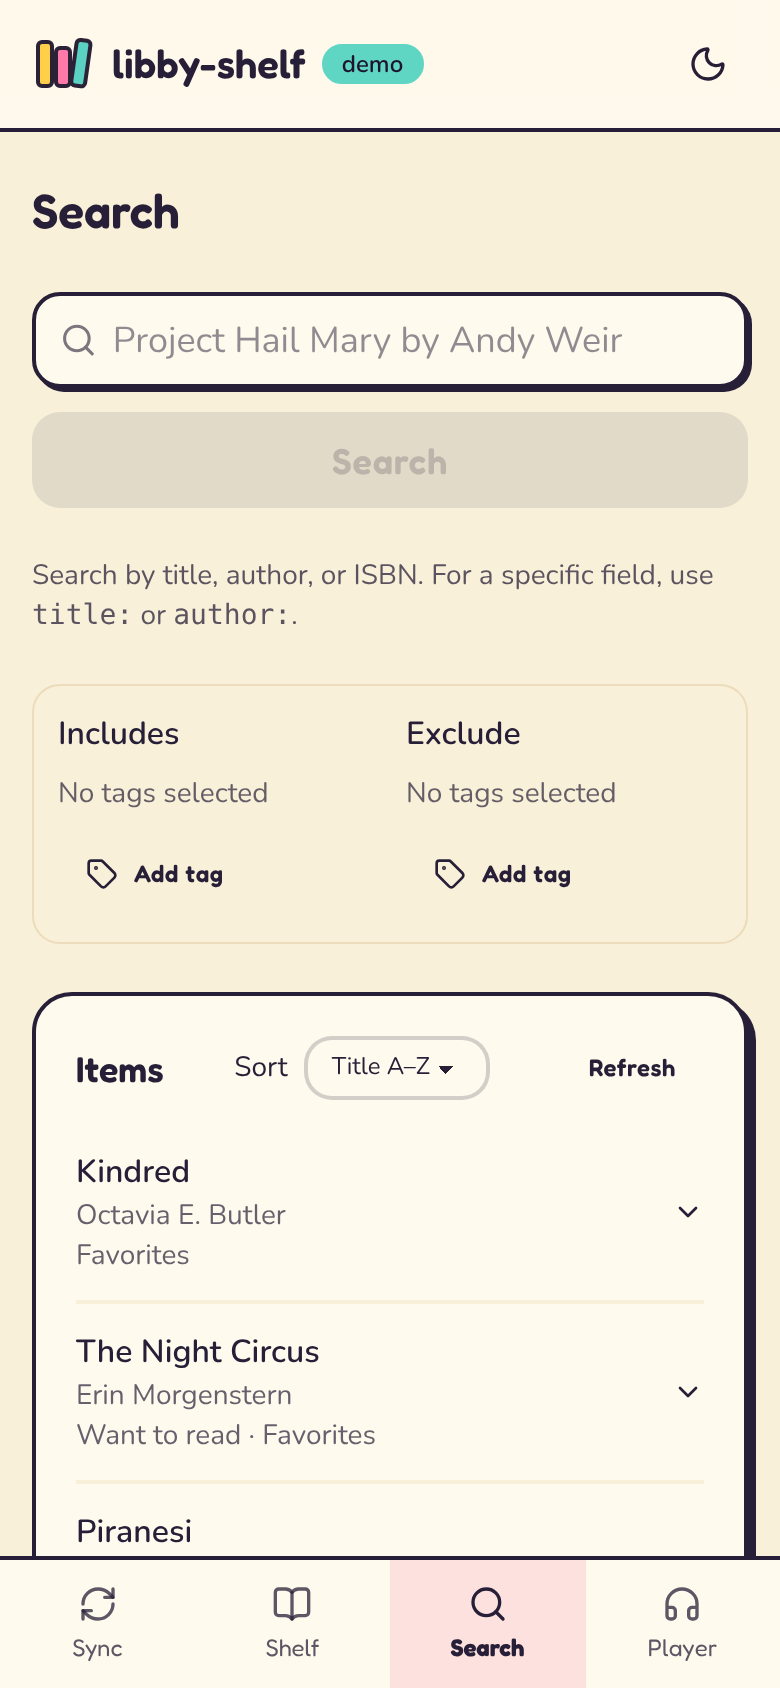 libby-shelf demo
Search
Project Hail Mary by Andy Weir
Search
Search by title, author, or ISBN. For a specific field, use
title: or author:.
Includes
No tags selected
Add tag
Exclude
No tags selected
Add tag
Items
Sort
Title A–Z
Refresh
Kindred
Octavia E. Butler
Favorites
The Night Circus
Erin Morgenstern
Want to read · Favorites
Piranesi
Sync
Shelf
Search
Player